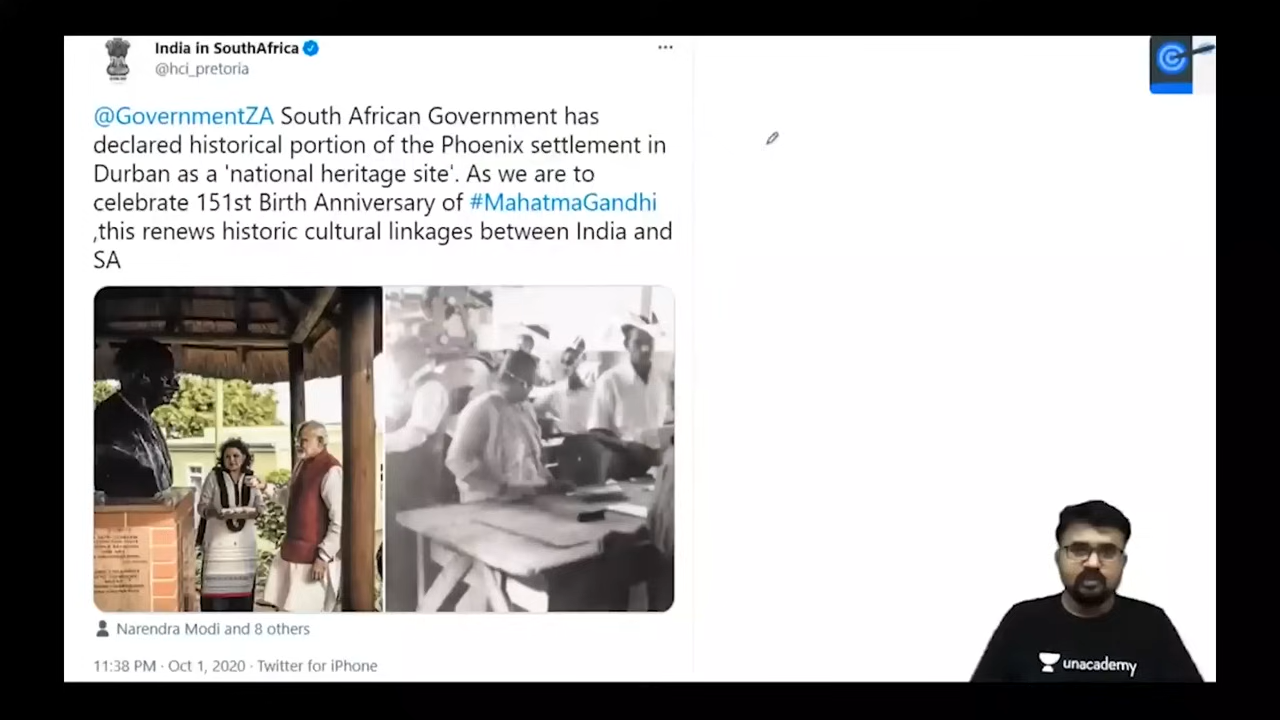 India in SouthAfrica
@hci_pretoria
@GovernmentZA South African Government has
declared historical portion of the Phoenix settlement in
Durban as a 'national heritage site'. As we are to
celebrate 151st Birth Anniversary of #MahatmaGandhi
,this renews historic cultural linkages between India and
SA
Narendra Modi and 8 others
11:38 PM · Oct 1, 2020 · Twitter for iPhone
unacademy